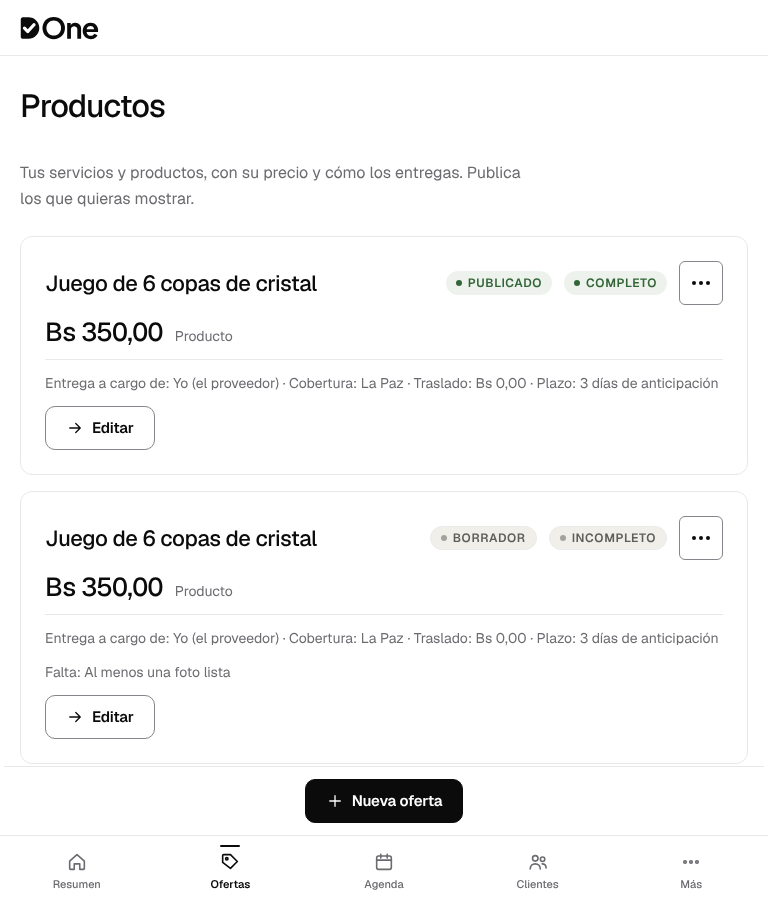 One
Productos
Tus servicios y productos, con su precio y cómo los entregas. Publica
los que quieras mostrar.
Juego de 6 copas de cristal
PUBLICADO
COMPLETO
Bs 350,00 Producto
Entrega a cargo de: Yo (el proveedor) · Cobertura: La Paz · Traslado: Bs 0,00 · Plazo: 3 días de anticipación
Editar
Juego de 6 copas de cristal
BORRADOR
INCOMPLETO
Bs 350,00 Producto
Entrega a cargo de: Yo (el proveedor) · Cobertura: La Paz · Traslado: Bs 0,00 · Plazo: 3 días de anticipación
Falta: Al menos una foto lista
Editar
Nueva oferta
Resumen
Ofertas
Agenda
Clientes
Más